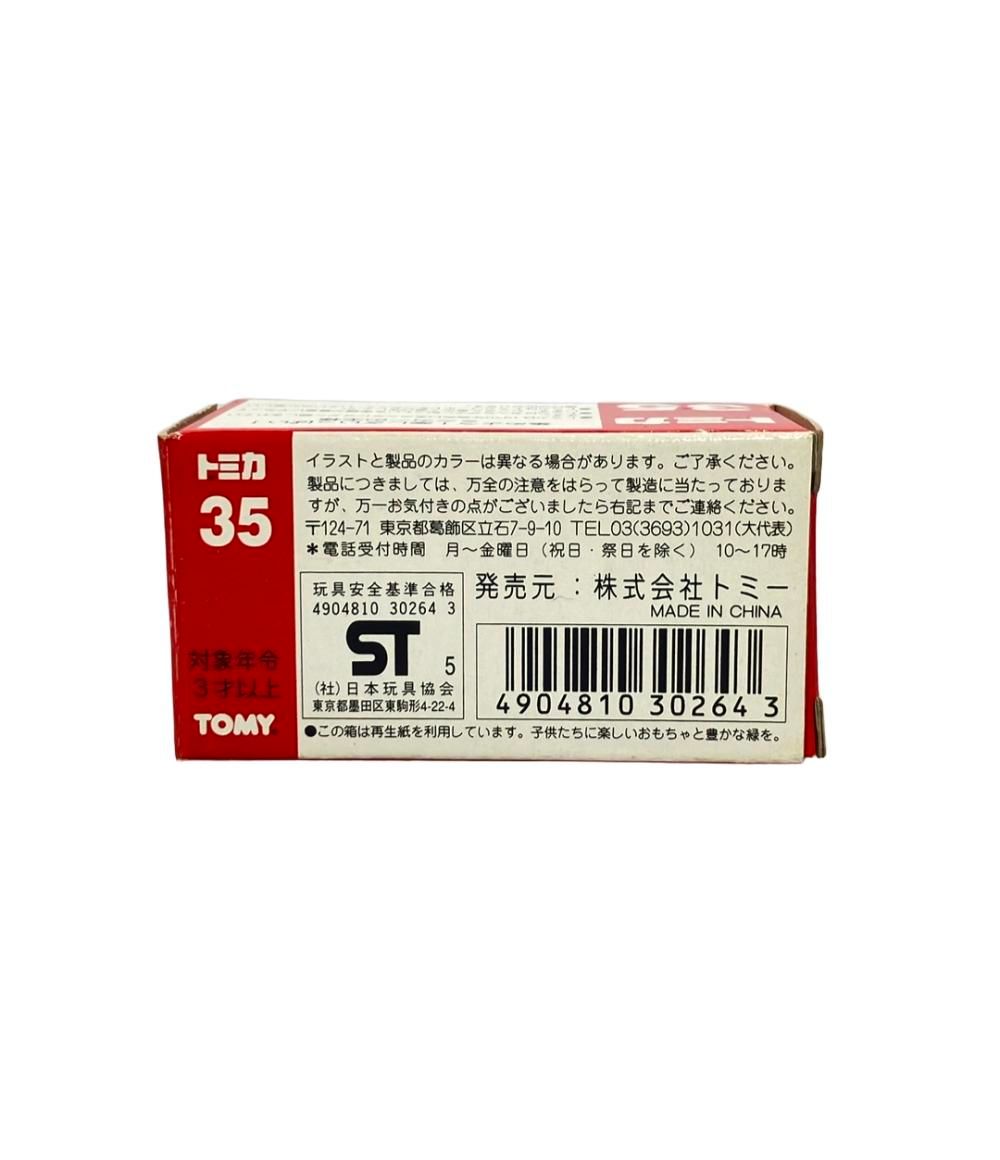 トミカ
35
対象年令
3才以上
TOMY
イラストと製品のカラーは異なる場合があります。ご了承ください。
製品につきましては、万全の注意をはらって製造に当たっておりま
すが、万一お気付きの点がございましたら右記までご連絡ください。
〒124-71 東京都葛飾区立石7-9-10 TEL03(3693)1031(大代表)
*電話受付時間 月〜金曜日(祝日・祭日を除く) 10〜17時
玩具安全基準合格
4904810 30264 3
ST 5
(社)日本玩具協会
東京都墨田区東駒形4-22-4
発売元:株式会社トミー
MADE IN CHINA
4904810 302643
●この箱は再生紙を利用しています。子供たちに楽しいおもちゃと豊かな緑を。